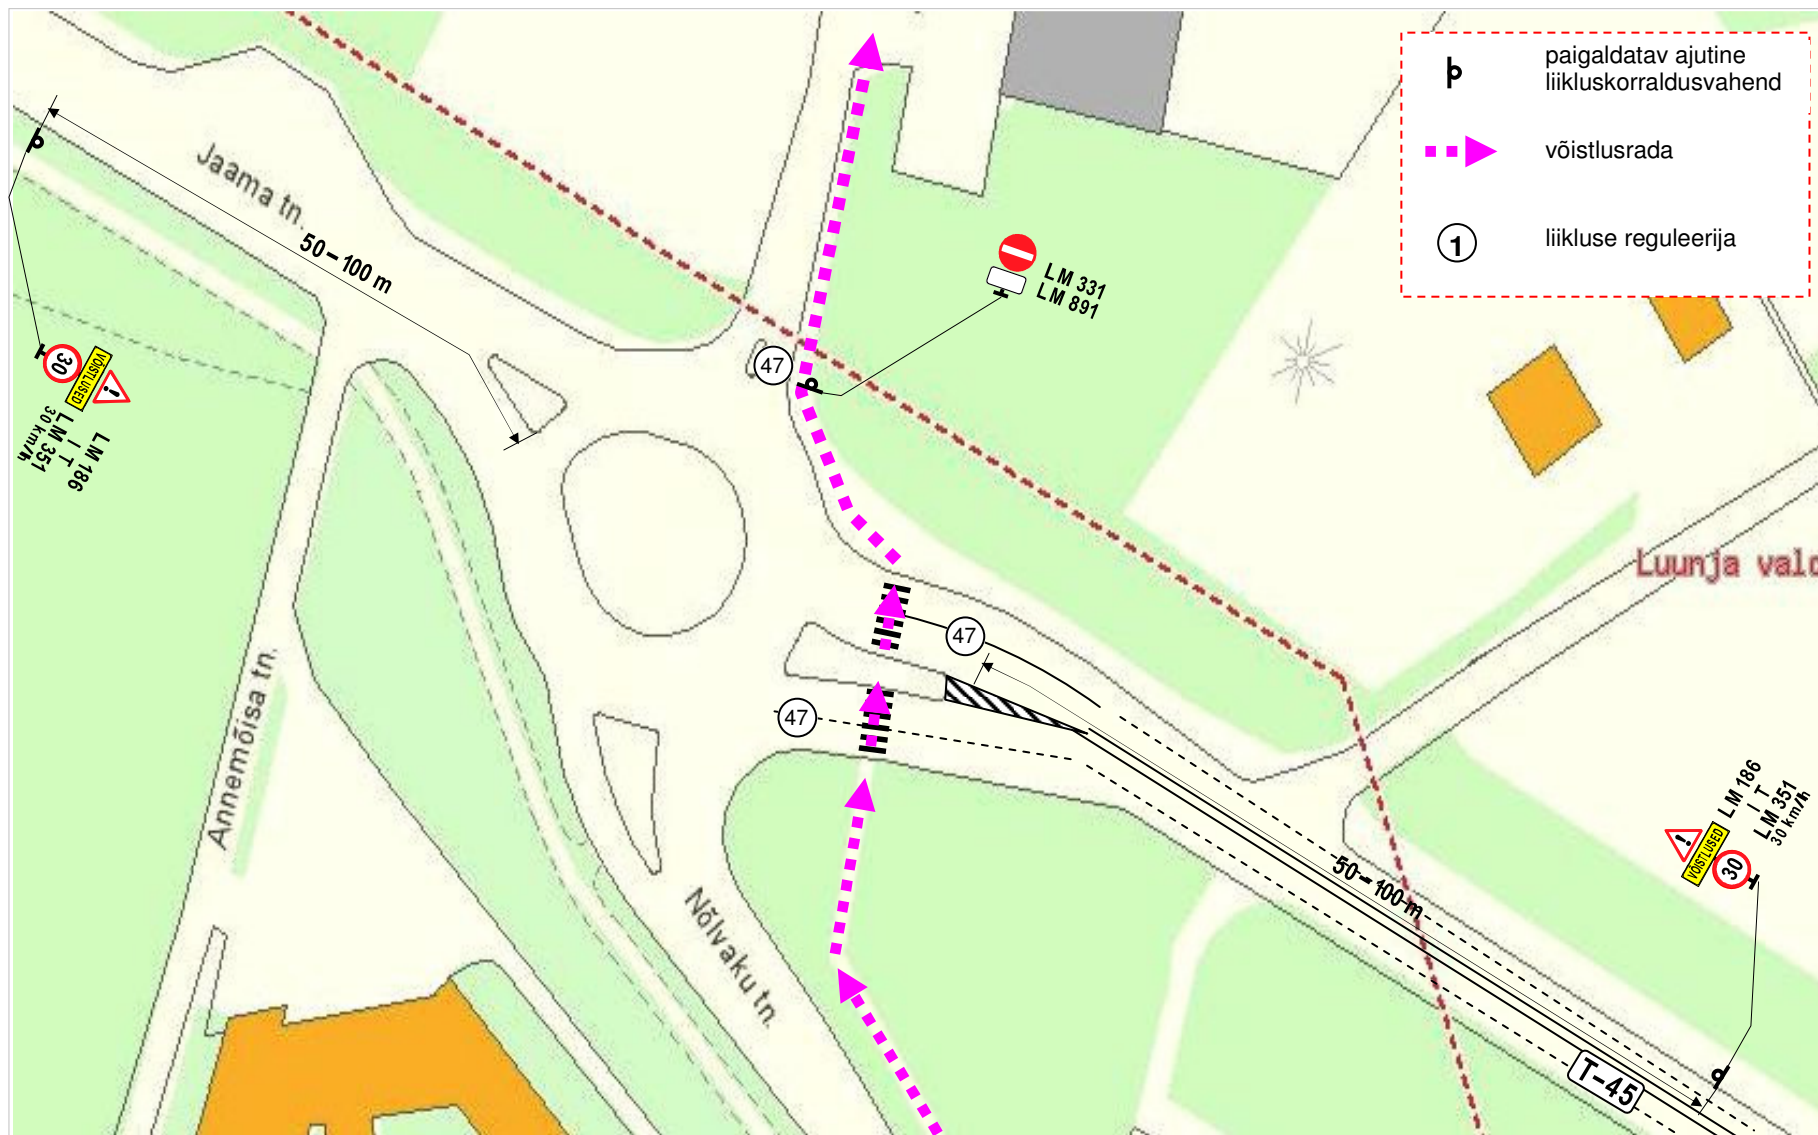 paigaldatav ajutine
liikluskorraldusvahend
võistlusrada
1
liikluse reguleerija
Jaama tn.
50-100 m
LM 331
LM 891
47
30
VÕISTLUSED
!
LM 186
I T
LM 351
30 km/h
Luunja vald
47
47
Annemõisa tn.
Nõlvaku tn.
50-100 m
!
VÕISTLUSED
30
LM 186
I T
LM 351
30 km/h
T-45